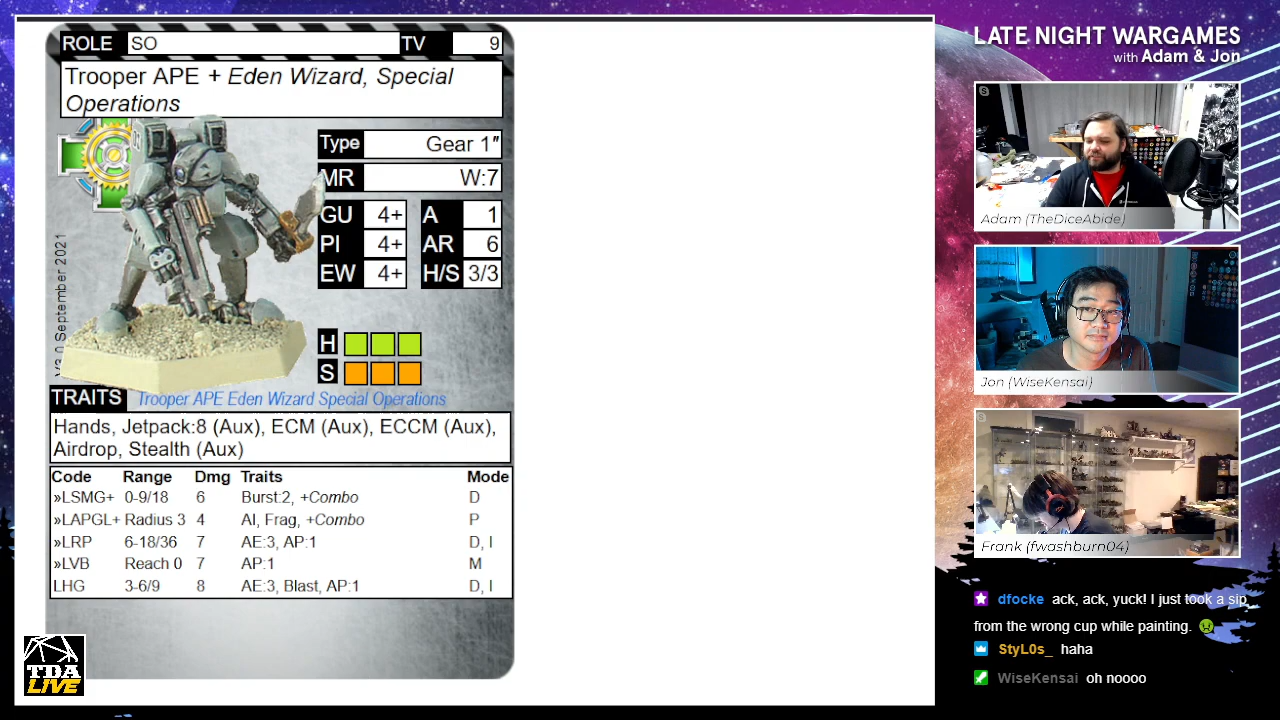 ROLE SO TV 9
Trooper APE + Eden Wizard, Special
Operations
Type Gear 1"
MR W:7
GU 4+ A 1
PI 4+ AR 6
EW 4+ H/S 3/3
V3.0 September 2021
H
S
TRAITS Trooper APE Eden Wizard Special Operations
Hands, Jetpack:8 (Aux), ECM (Aux), ECCM (Aux),
Airdrop, Stealth (Aux)
Code Range Dmg Traits Mode
»LSMG+ 0-9/18 6 Burst:2, +Combo D
»LAPGL+ Radius 3 4 AI, Frag, +Combo P
»LRP 6-18/36 7 AE:3, AP:1 D, I
»LVB Reach 0 7 AP:1 M
LHG 3-6/9 8 AE:3, Blast, AP:1 D, I
TDA
LIVE
LATE NIGHT WARGAMES
with Adam & Jon
Adam (TheDiceAbide)
Jon (WiseKensai)
Frank (fwashburn04)
dfocke ack, ack, yuck! I just took a sip
from the wrong cup while painting.
StyL0s_ haha
WiseKensai oh noooo